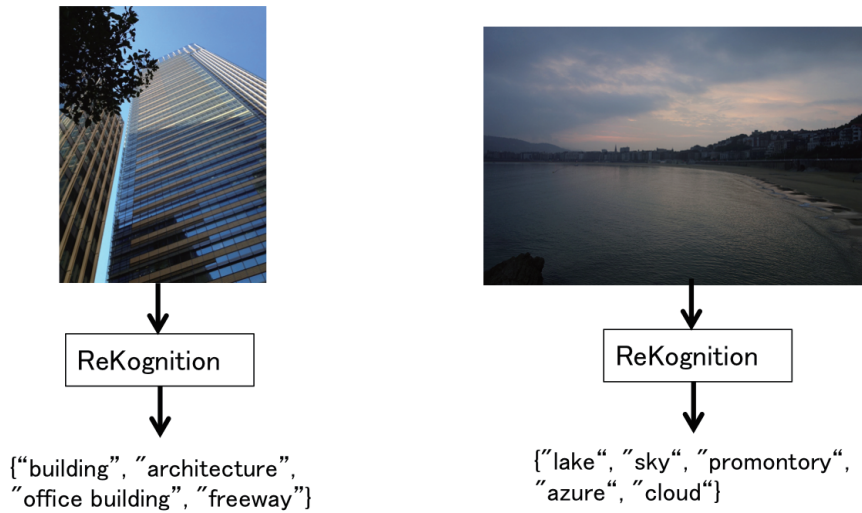 ReKognition
{“building”, "architecture",
"office building", "freeway"}
ReKognition
{"lake“, "sky“, "promontory“,
"azure“, "cloud“}